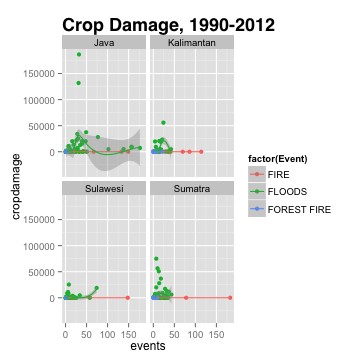 Crop Damage, 1990-2012
Java Kalimantan
150000
100000
50000
0
Sulawesi Sumatra
150000
100000
50000
0
0 50 100 150 0 50 100 150
events
cropdamage
factor(Event)
FIRE
FLOODS
FOREST FIRE